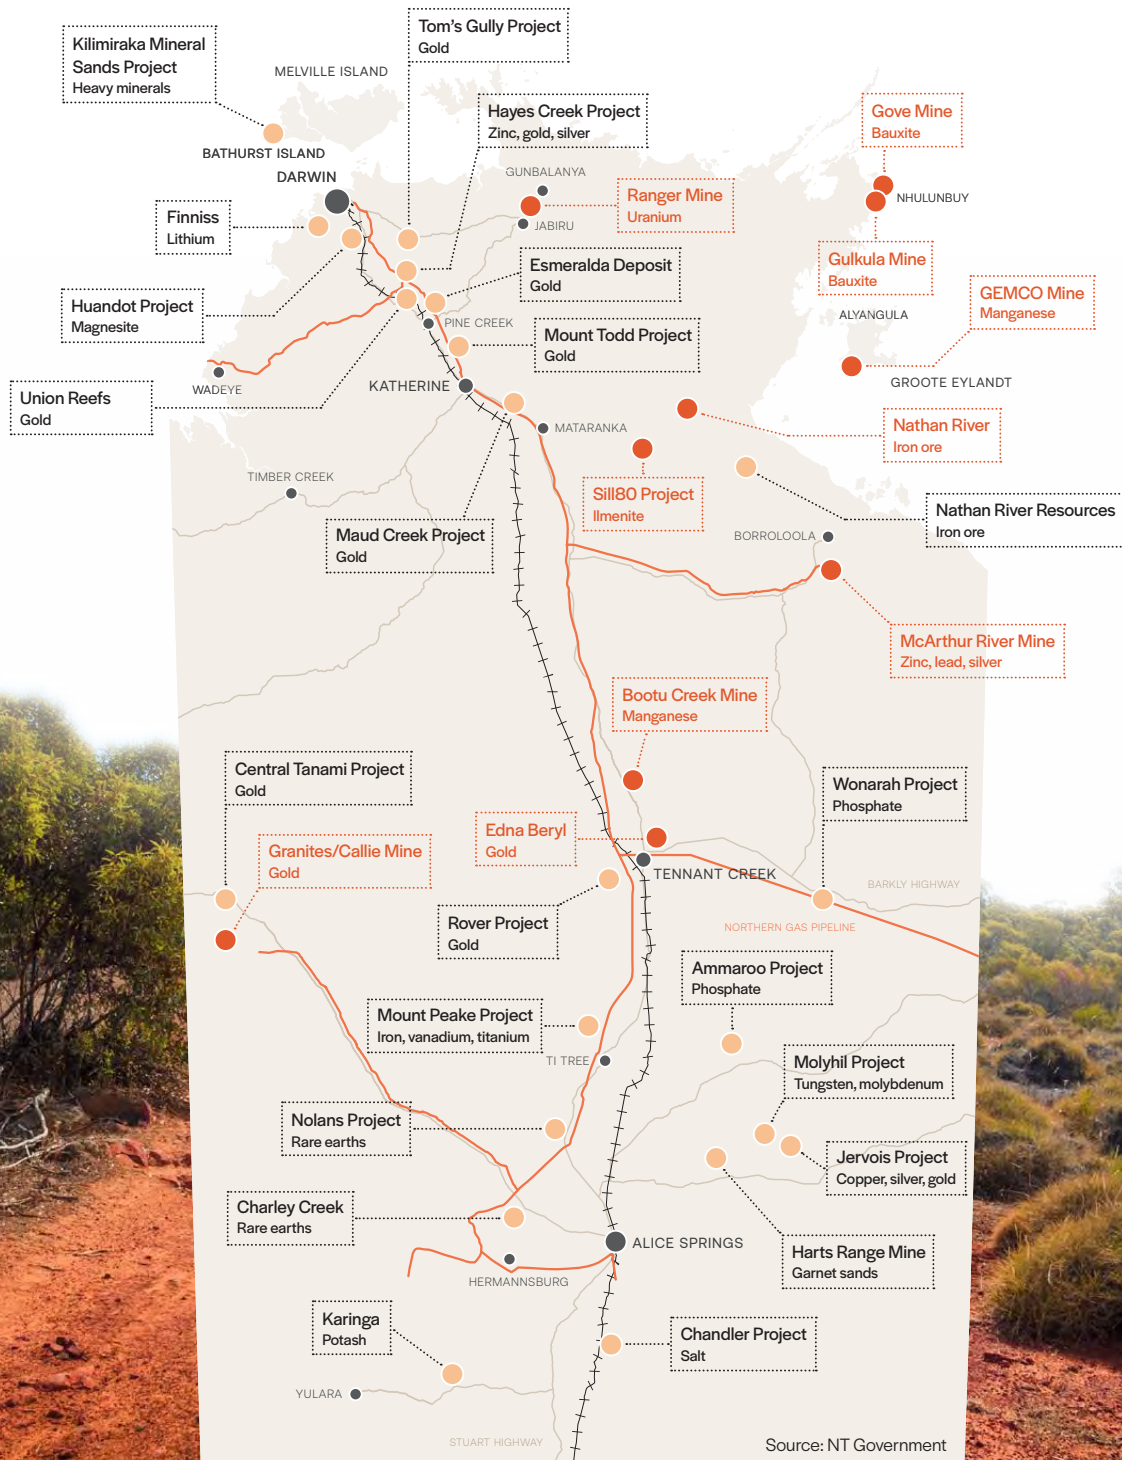 Tom's Gully Project
Gold
Kilimiraka Mineral
Sands Project
Heavy minerals
MELVILLE ISLAND
Hayes Creek Project
Zinc, gold, silver
Gove Mine
Bauxite
BATHURST ISLAND
DARWIN
GUNBALANYA
Ranger Mine
Uranium
NHULUNBUY
JABIRU
Finniss
Lithium
Gulkula Mine
Bauxite
Esmeralda Deposit
Gold
GEMCO Mine
Manganese
Huandot Project
Magnesite
ALYANGULA
PINE CREEK
Mount Todd Project
Gold
GROOTE EYLANDT
KATHERINE
WADEYE
Union Reefs
Gold
MATARANKA
Nathan River
Iron ore
TIMBER CREEK
Sill80 Project
Ilmenite
Nathan River Resources
Iron ore
Maud Creek Project
Gold
BORROLOOLA
McArthur River Mine
Zinc, lead, silver
Bootu Creek Mine
Manganese
Central Tanami Project
Gold
Wonarah Project
Phosphate
Edna Beryl
Gold
Granites/Callie Mine
Gold
TENNANT CREEK
BARKLY HIGHWAY
Rover Project
Gold
NORTHERN GAS PIPELINE
Ammaroo Project
Phosphate
Mount Peake Project
Iron, vanadium, titanium
TI TREE
Molyhil Project
Tungsten, molybdenum
Nolans Project
Rare earths
Jervois Project
Copper, silver, gold
Charley Creek
Rare earths
ALICE SPRINGS
Harts Range Mine
Garnet sands
HERMANNSBURG
Karinga
Potash
Chandler Project
Salt
YULARA
STUART HIGHWAY
Source: NT Government